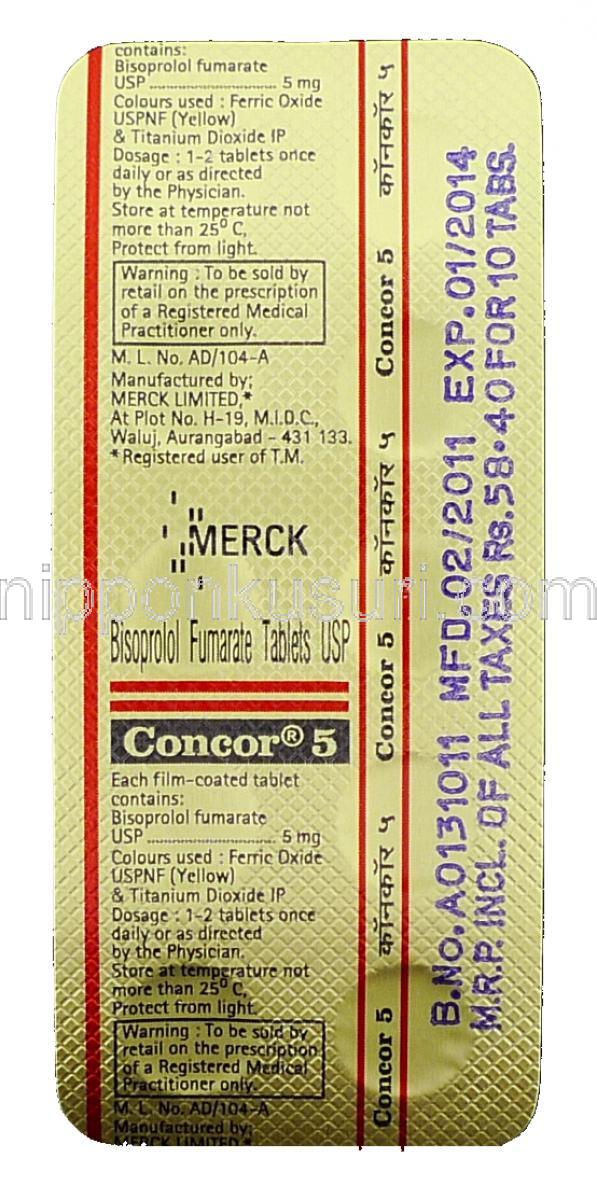 contains:
Bisoprolol fumarate
USP ............................ 5 mg
Colours used : Ferric Oxide
USPNF (Yellow)
& Titanium Dioxide IP
Dosage : 1-2 tablets once
daily or as directed
by the Physician.
Store at temperature not
more than 25⁰ C,
Protect from light.
Warning : To be sold by
retail on the prescription
of a Registered Medical
Practitioner only.
M. L. No. AD/104-A
Manufactured by;
MERCK LIMITED,*
At Plot No. H-19, M.I.D.C.,
Waluj, Aurangabad - 431 133.
*Registered user of T.M.
MERCK
nipponkusuri.com
Bisoprolol Fumarate Tablets USP
Concor® 5
Each film-coated tablet
contains:
Bisoprolol fumarate
USP ............................ 5 mg
Colours used : Ferric Oxide
USPNF (Yellow)
& Titanium Dioxide IP
Dosage : 1-2 tablets once
daily or as directed
by the Physician.
Store at temperature not
more than 25⁰ C,
Protect from light.
Warning : To be sold by
retail on the prescription
of a Registered Medical
Practitioner only.
M. L. No. AD/104-A
Manufactured by;
MERCK LIMITED,*
Concor 5 कॉनकॉर ५ Concor 5 कॉनकॉर ५ Concor 5 कॉनकॉर ५
B.NO.A0131011 MFD.02/2011 EXP.01/2014
M.R.P. INCL. OF ALL TAXES Rs.58.40 FOR 10 TABS.